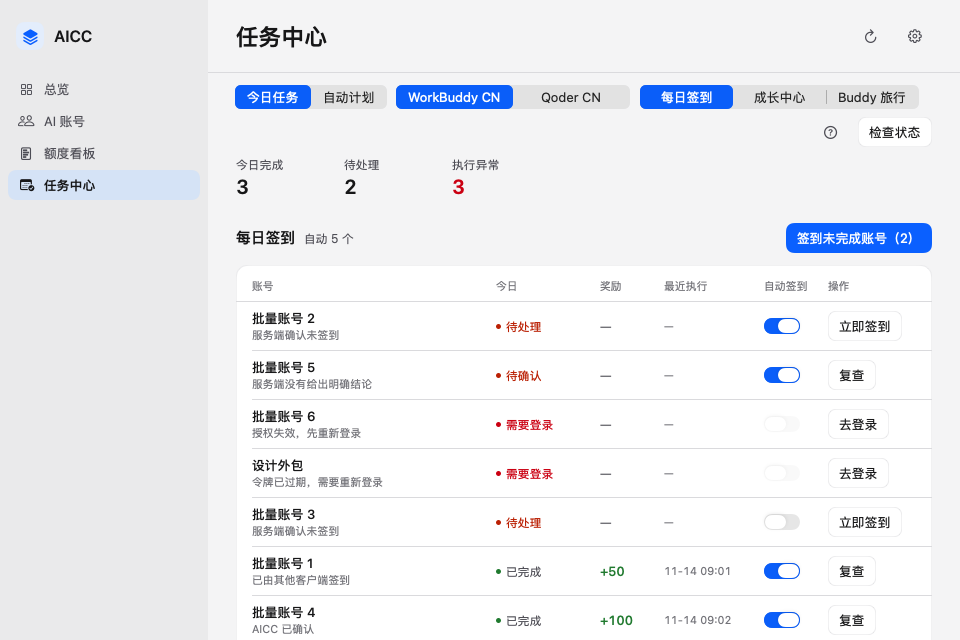 AICC
总览
AI 账号
额度看板
任务中心
任务中心
今日任务 自动计划 WorkBuddy CN Qoder CN 每日签到 成长中心 Buddy 旅行
? 检查状态
今日完成 待处理 执行异常
3 2 3
每日签到 自动 5 个 签到未完成账号（2）
账号 今日 奖励 最近执行 自动签到 操作
批量账号 2
服务端确认未签到
待处理 — — 立即签到
批量账号 5
服务端没有给出明确结论
待确认 — — 复查
批量账号 6
授权失效，先重新登录
需要登录 — — 去登录
设计外包
令牌已过期，需要重新登录
需要登录 — — 去登录
批量账号 3
服务端确认未签到
待处理 — — 立即签到
批量账号 1
已由其他客户端签到
已完成 +50 11-14 09:01 复查
批量账号 4
AICC 已确认
已完成 +100 11-14 09:02 复查